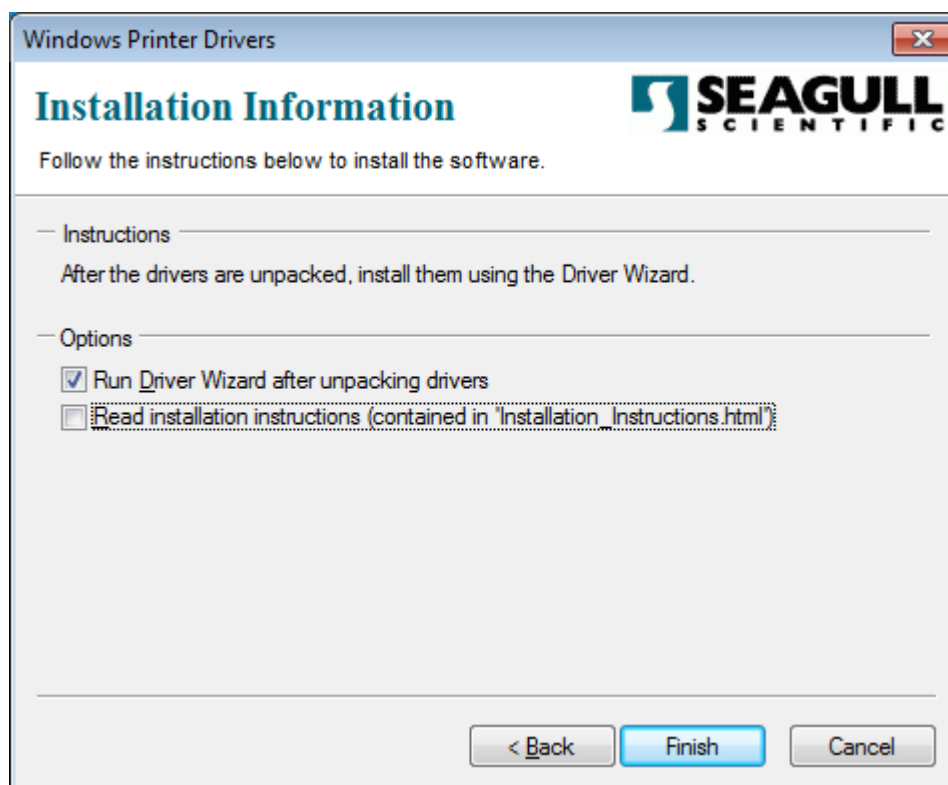 Windows Printer Drivers
Installation Information
SEAGULL
SCIENTIFIC
Follow the instructions below to install the software.
Instructions
After the drivers are unpacked, install them using the Driver Wizard.
Options
Run Driver Wizard after unpacking drivers
Read installation instructions (contained in 'Installation_Instructions.html')
< Back
Finish
Cancel